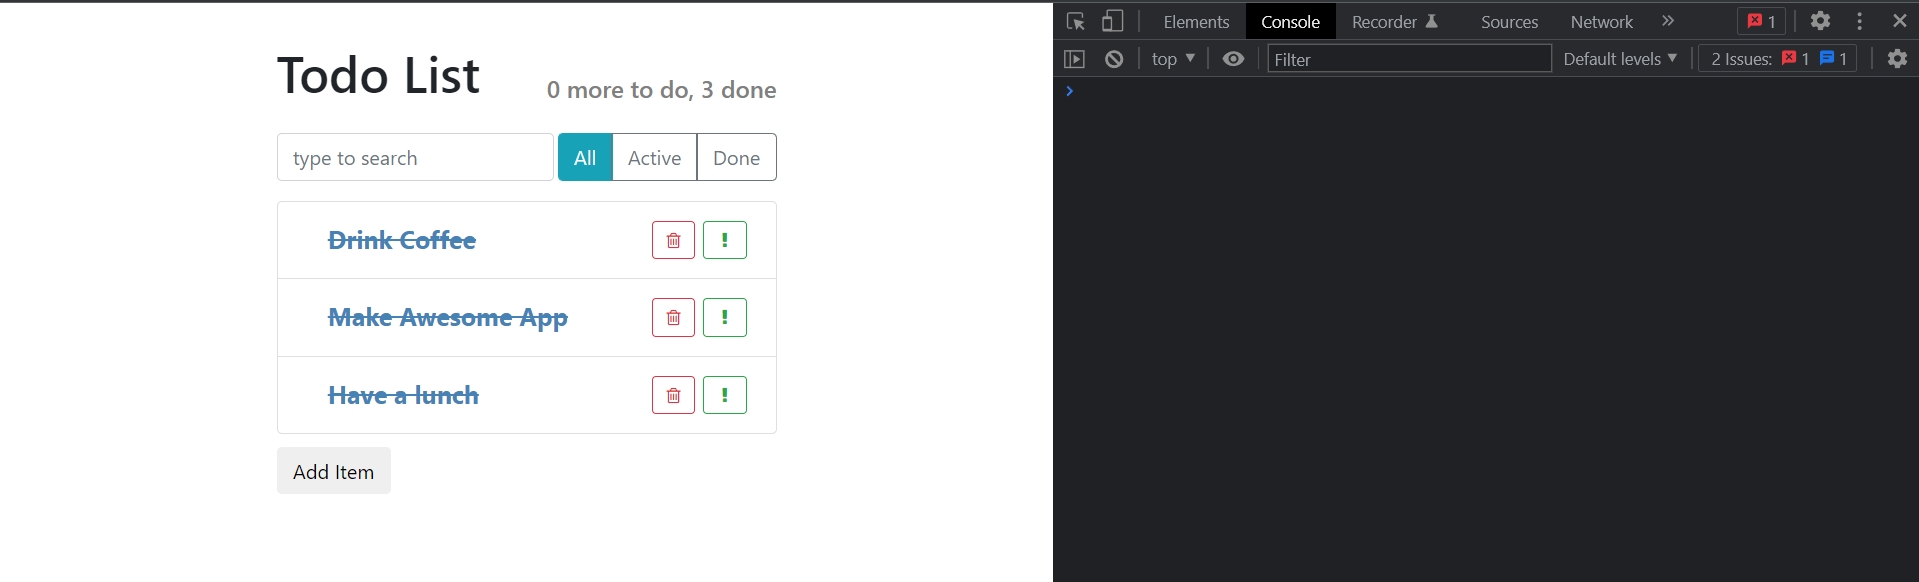 Todo List
0 more to do, 3 done
type to search
All Active Done
Drink Coffee !
Make Awesome App !
Have a lunch !
Add Item
Elements Console Recorder Sources Network » 1
top Filter Default levels 2 Issues: 1 1